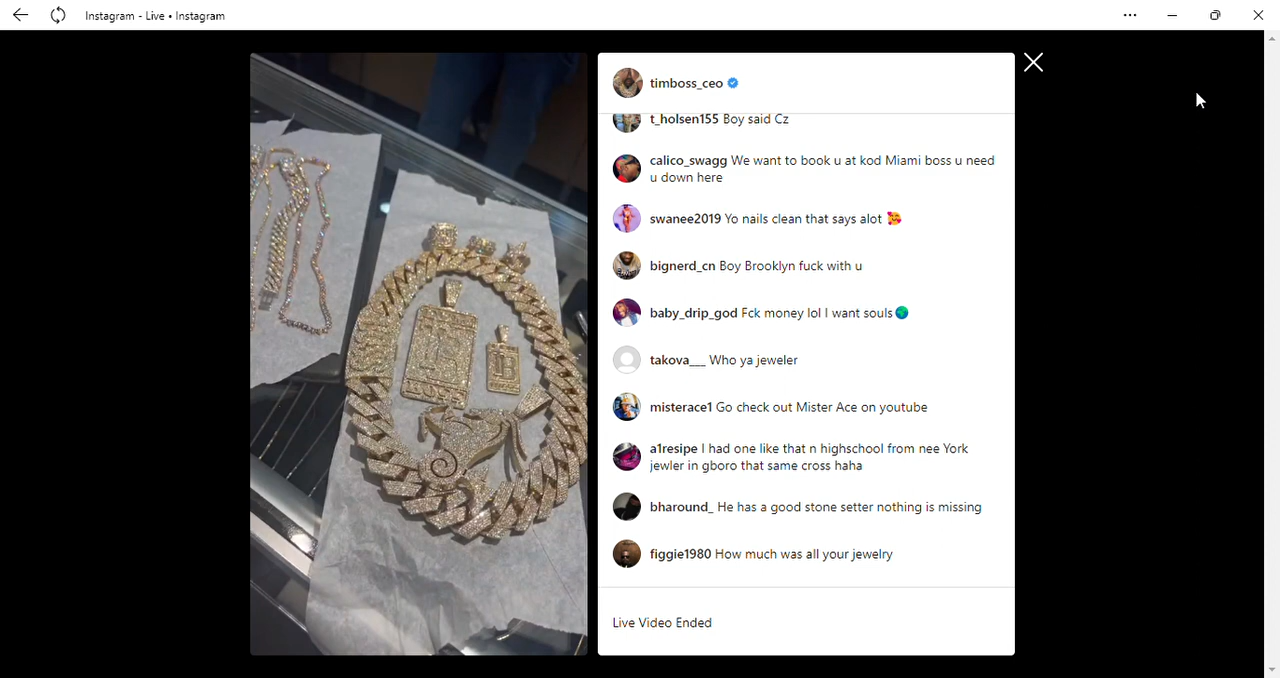 Instagram - Live • Instagram
timboss_ceo
t_holsen155 Boy said Cz
calico_swagg We want to book u at kod Miami boss u need
u down here
swanee2019 Yo nails clean that says alot 🥰
bignerd_cn Boy Brooklyn fuck with u
baby_drip_god Fck money lol I want souls🌍
takova___ Who ya jeweler
misterace1 Go check out Mister Ace on youtube
a1resipe I had one like that n highschool from nee York
jewler in gboro that same cross haha
bharound_ He has a good stone setter nothing is missing
figgie1980 How much was all your jewelry
Live Video Ended
BOSS